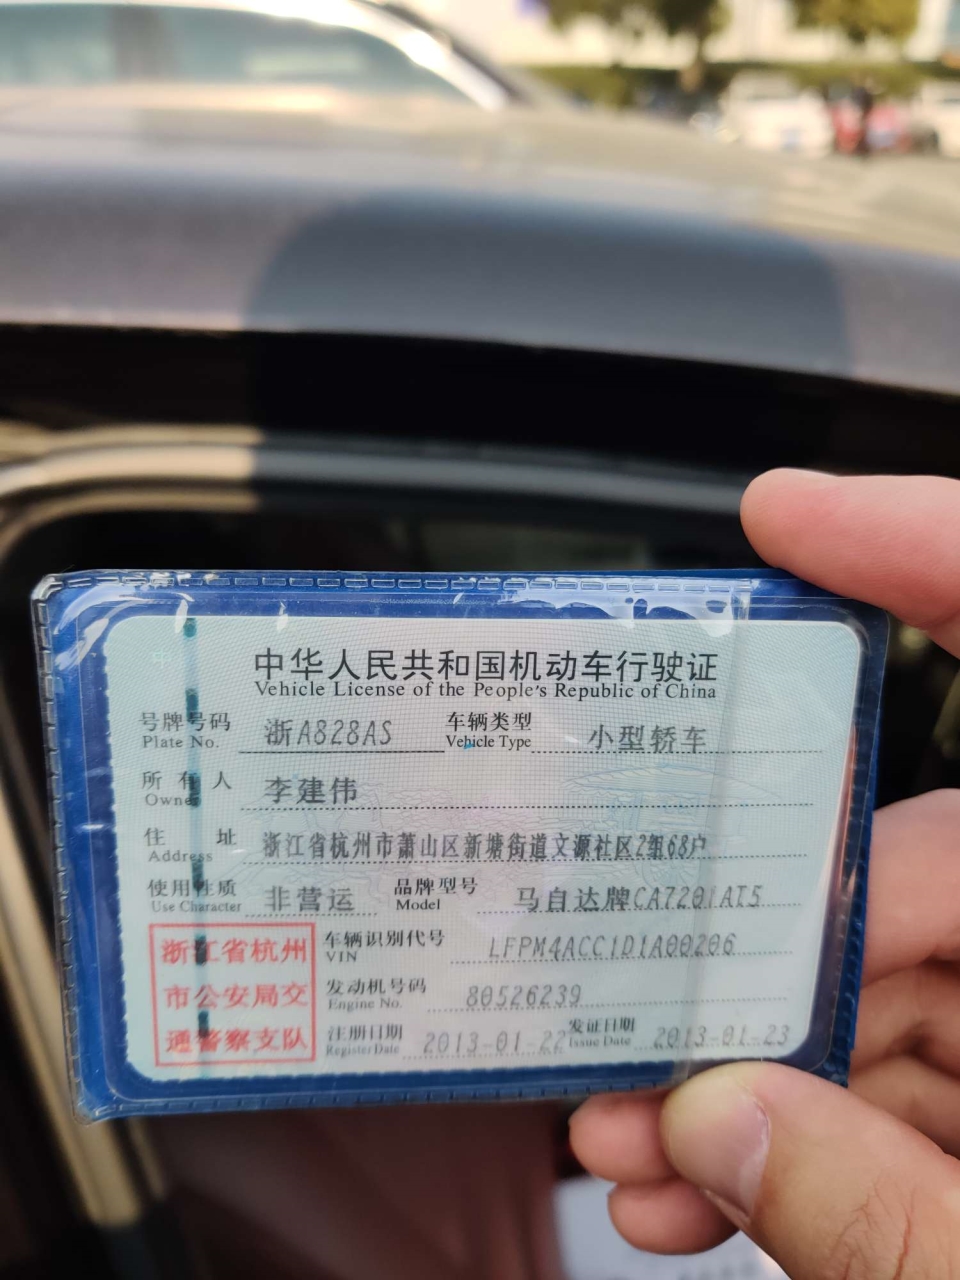 中华人民共和国机动车行驶证
Vehicle License of the People's Republic of China
号牌号码 浙A828AS 车辆类型 小型轿车
Plate No. Vehicle Type
所有人 李建伟
Owner
住址 浙江省杭州市萧山区新塘街道文源社区2组68户
Address
使用性质 非营运 品牌型号 马自达牌CA7201AT5
Use Character Model
浙江省杭州
市公安局交
通警察支队
车辆识别代号 LFPM4ACC1D1A00206
VIN
发动机号码 80526239
Engine No.
注册日期 2013-01-22 发证日期 2013-01-23
Register Date Issue Date